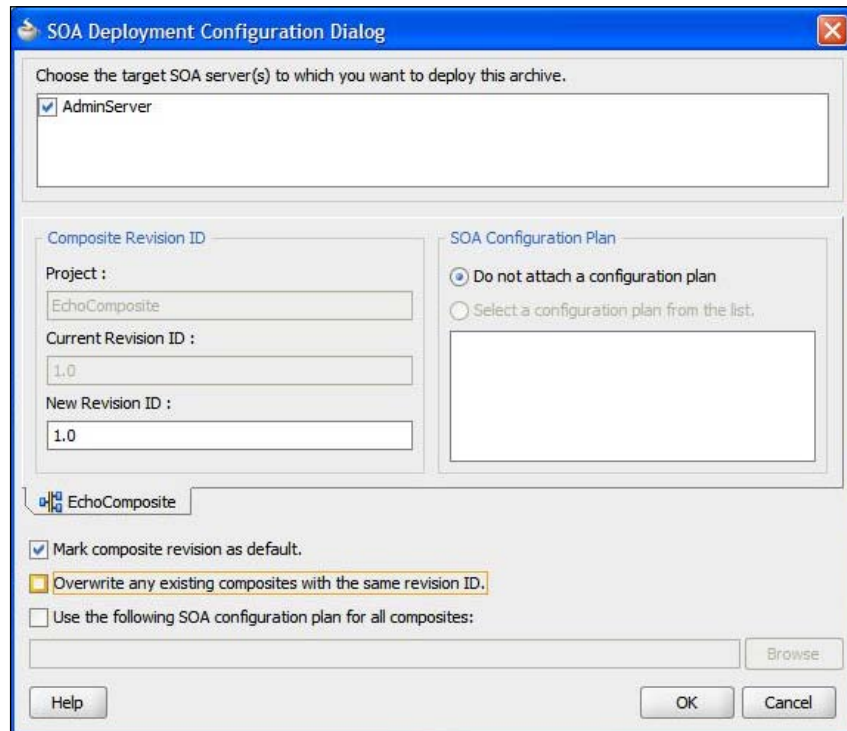 SOA Deployment Configuration Dialog
Choose the target SOA server(s) to which you want to deploy this archive.
AdminServer
Composite Revision ID
Project :
EchoComposite
Current Revision ID :
1.0
New Revision ID :
1.0
SOA Configuration Plan
Do not attach a configuration plan
Select a configuration plan from the list.
EchoComposite
Mark composite revision as default.
Overwrite any existing composites with the same revision ID.
Use the following SOA configuration plan for all composites:
Browse
Help
OK
Cancel